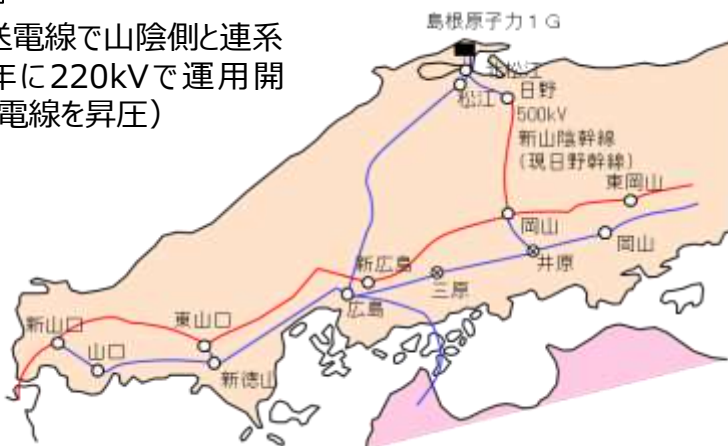 送電線で山陰側と連系
年に220kVで運用開
電線を昇圧)
島根原子力1G
北松江
松江
日野
500kV
新山陰幹線
(現日野幹線)
東岡山
岡山
岡山
井原
新広島
三原
広島
新山口
東山口
山口
新徳山